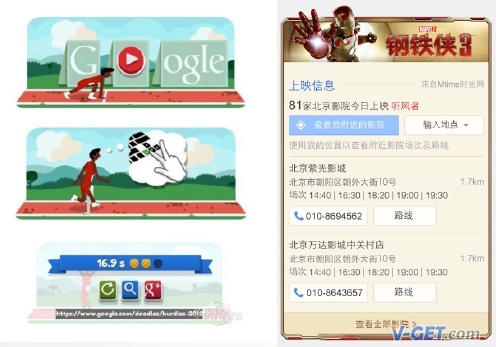 Google
16.9 s
https://www.google.com/doodles/hurdles-2012
MARVEL
钢铁侠3
上映信息
来自Mtime时光网
81家北京影院今日上映 听风者
查看我附近的影院
输入地点
使用我的位置以查看附近影院场次及路线
北京紫光影城
北京市朝阳区朝外大街10号
1.7km
场次 14:40 | 16:30 | 18:20 | 19:00 | 19:30
010-8694562
路线
北京万达影城中关村店
北京市朝阳区朝外大街10号
1.7km
场次 14:40 | 16:30 | 18:20 | 19:00 | 19:30
010-8643657
路线
查看全部影院
V-GET.com